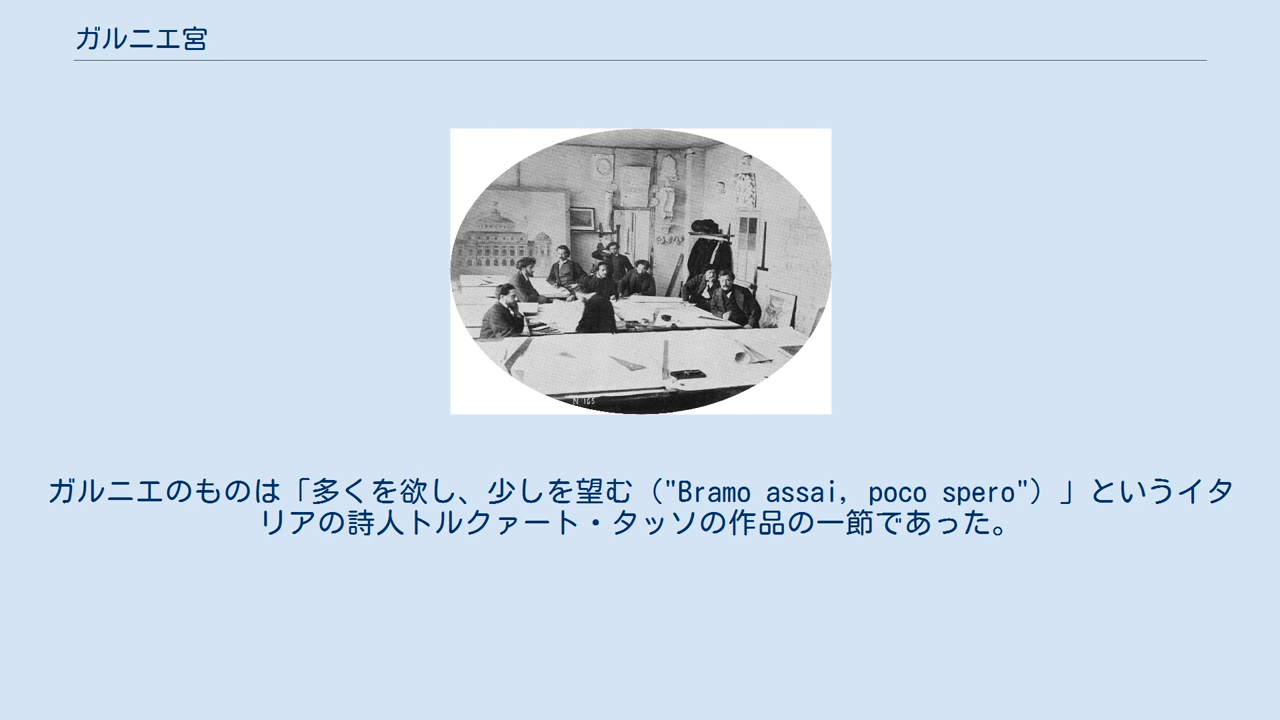 ガルニエ宮
N 165
ガルニエのものは「多くを欲し、少しを望む（"Bramo assai, poco spero"）」というイタ
リアの詩人トルクァート・タッソの作品の一節であった。